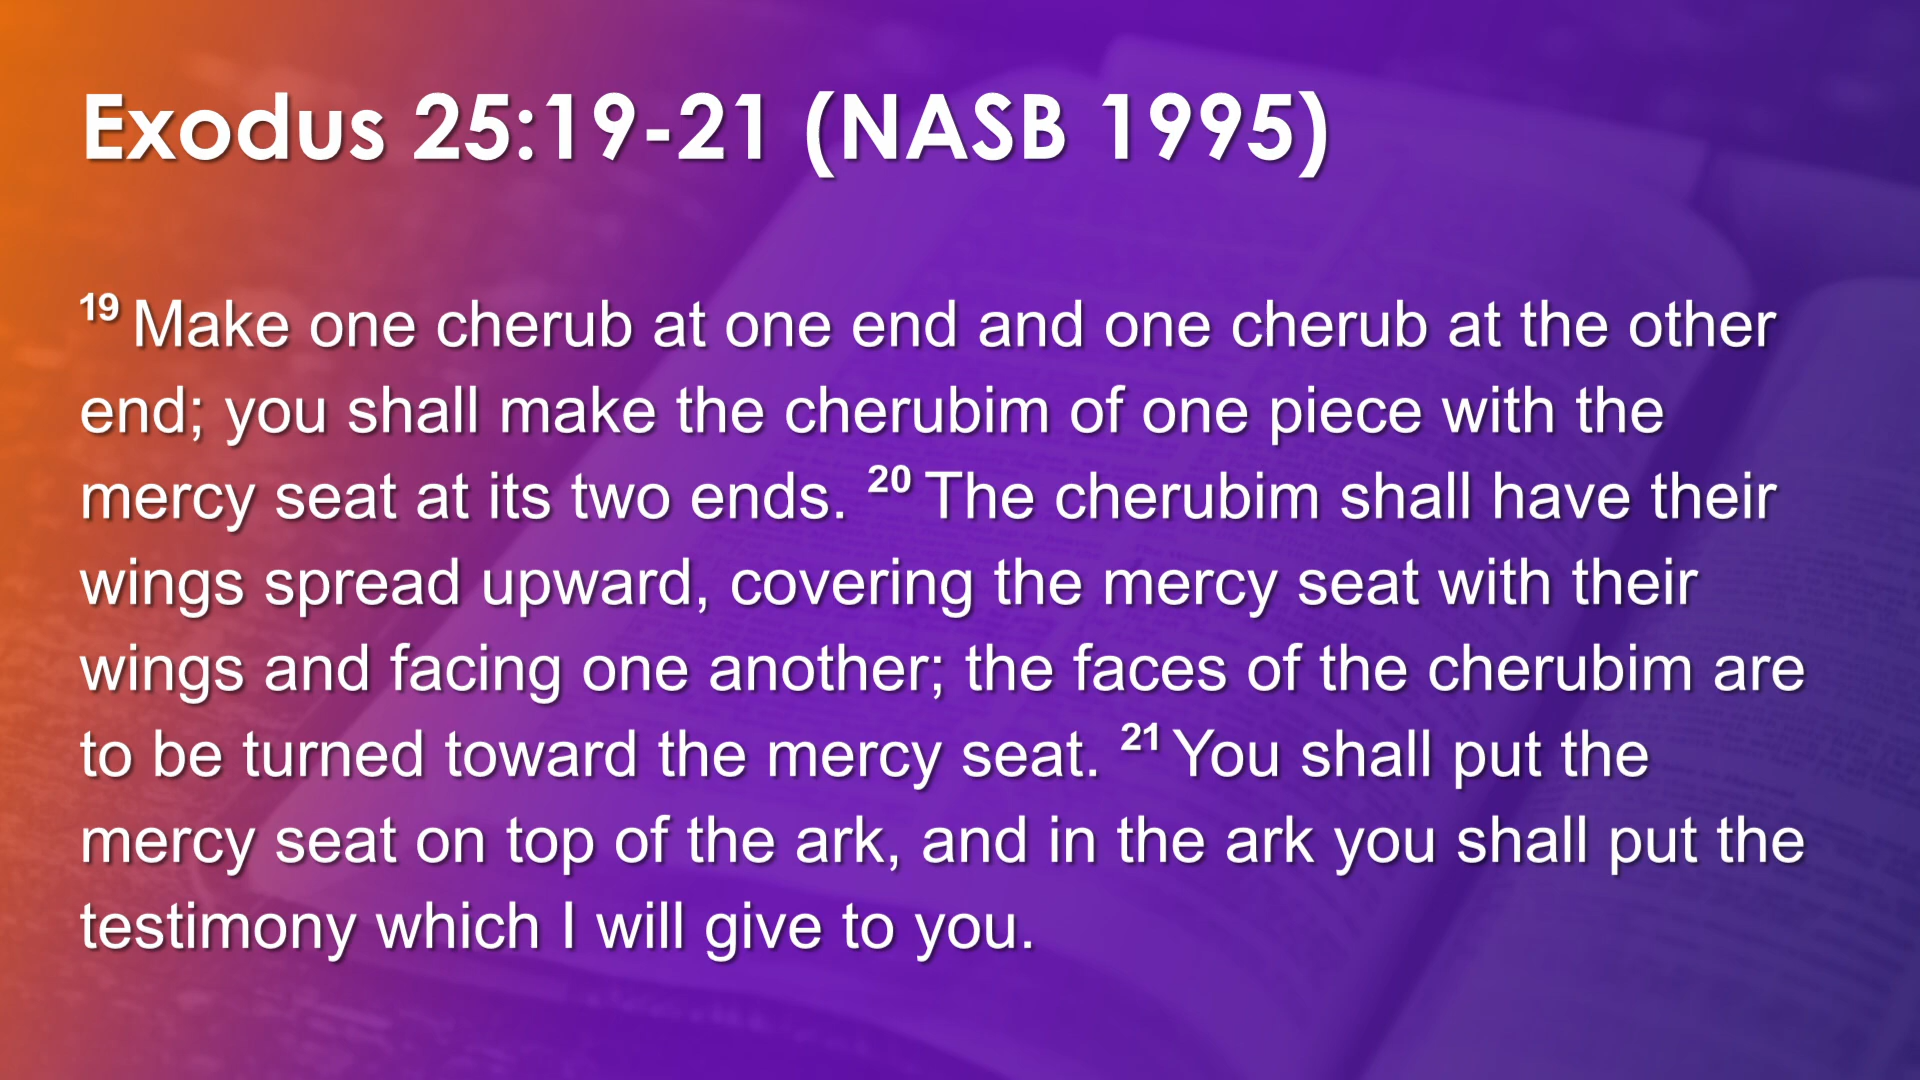 Exodus 25:19-21 (NASB 1995)
19 Make one cherub at one end and one cherub at the other
end; you shall make the cherubim of one piece with the
mercy seat at its two ends. 20 The cherubim shall have their
wings spread upward, covering the mercy seat with their
wings and facing one another; the faces of the cherubim are
to be turned toward the mercy seat. 21 You shall put the
mercy seat on top of the ark, and in the ark you shall put the
testimony which I will give to you.